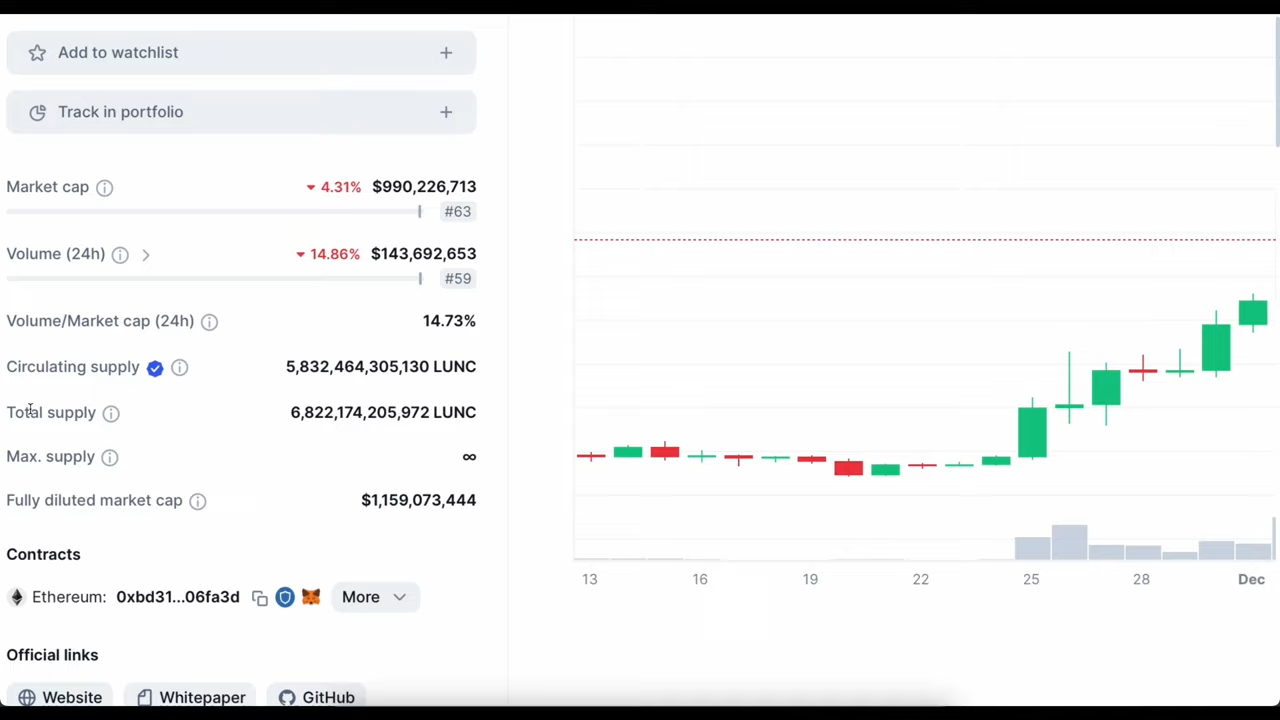 Add to watchlist +
Track in portfolio +
Market cap 4.31% $990,226,713
#63
Volume (24h) 14.86% $143,692,653
#59
Volume/Market cap (24h) 14.73%
Circulating supply 5,832,464,305,130 LUNC
Total supply 6,822,174,205,972 LUNC
Max. supply ∞
Fully diluted market cap $1,159,073,444
Contracts
Ethereum: 0xbd31...06fa3d More
Official links
Website Whitepaper GitHub
13 16 19 22 25 28 Dec